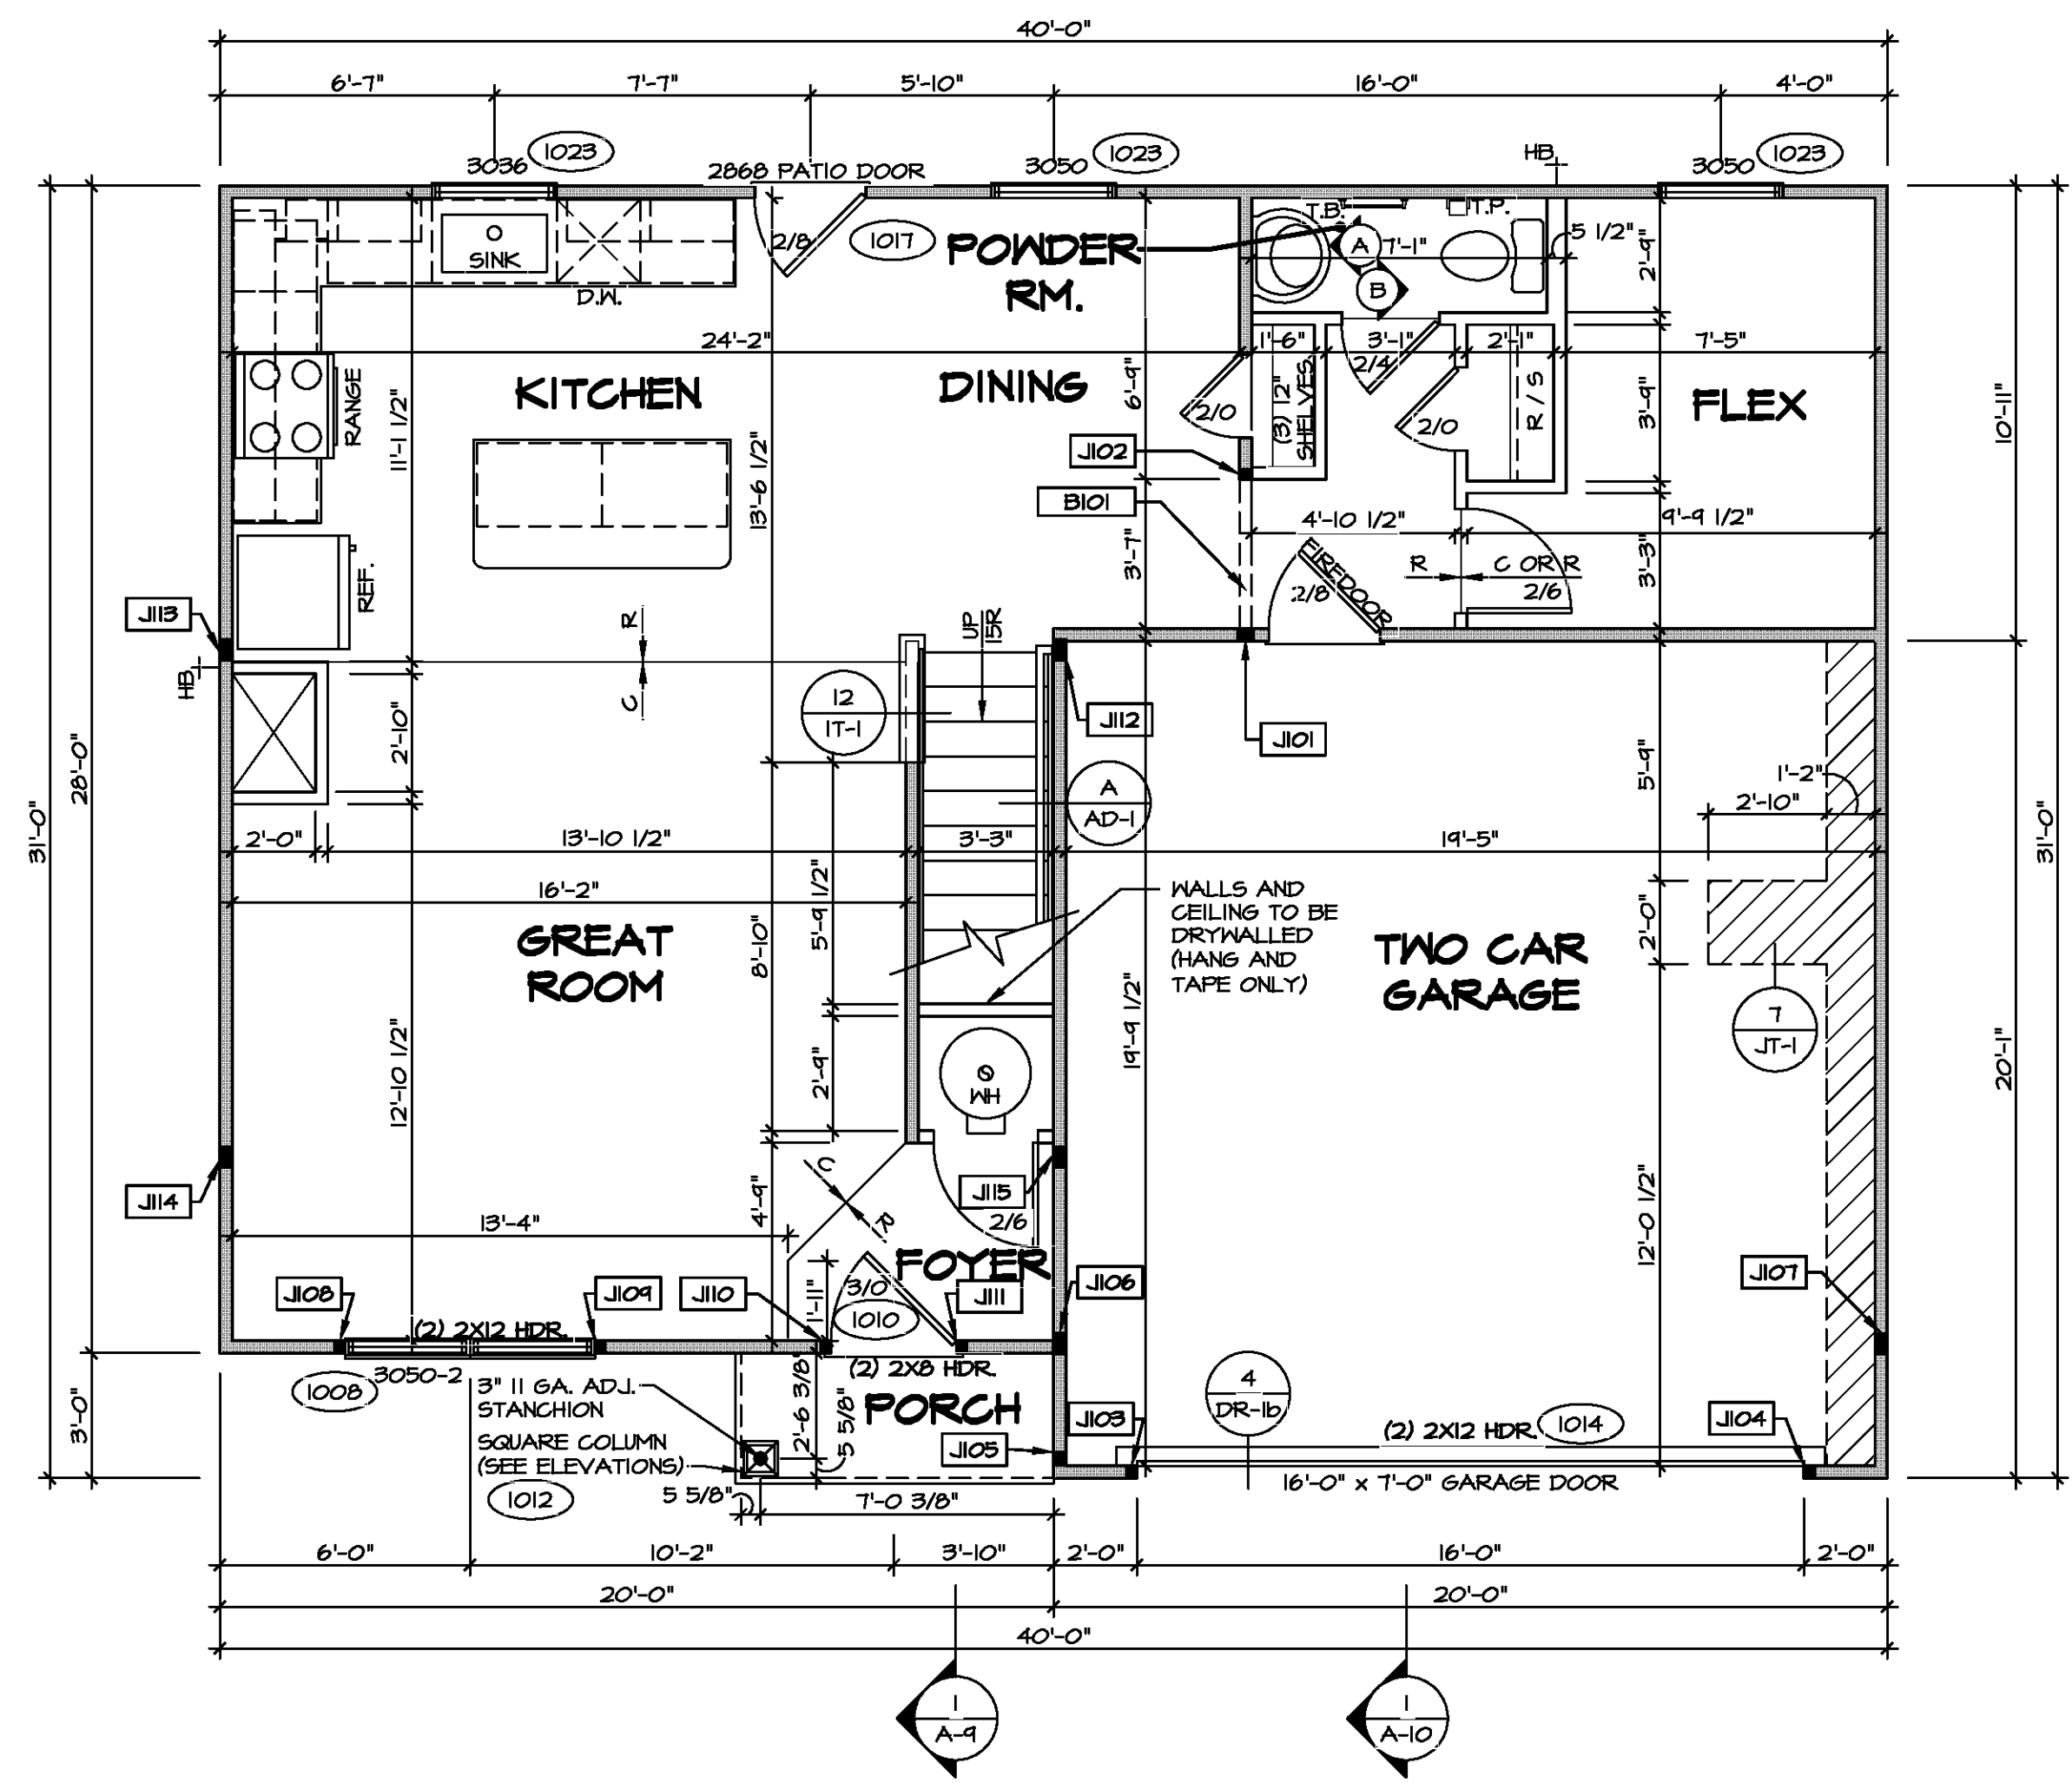 40'-0"
6'-7"
7'-7"
5'-10"
16'-0"
4'-0"
3036
1023
2868 PATIO DOOR
3050
1023
HB
3050
1023
SINK
D.W.
2/8
1017
POWDER
RM.
T.B.
T.P.
A
7'-1"
B
5 1/2"
2'-9"
24'-2"
1'-6"
3'-1"
2'-1"
7'-5"
RANGE
KITCHEN
DINING
11'-1 1/2"
13'-6 1/2"
6'-9"
2/0
(3) 12"
SHELVES
2/4
2/0
R / S
3'-9"
FLEX
10'-11"
J102
B101
REF.
3'-7"
4'-10 1/2"
9'-9 1/2"
FIREDOOR
2/8
R
C OR R
2/6
3'-3"
J113
HB
R
C
UP
15R
12
1T-1
J112
J101
31'-0"
28'-0"
2'-10"
A
AD-1
5'-9"
1'-2"
2'-10"
31'-0"
2'-0"
13'-10 1/2"
3'-3"
19'-5"
16'-2"
5'-9 1/2"
8'-10"
WALLS AND
CEILING TO BE
DRYWALLED
(HANG AND
TAPE ONLY)
2'-0"
GREAT
ROOM
TWO CAR
GARAGE
7
JT-1
12'-10 1/2"
2'-9"
WH
19'-9 1/2"
20'-1"
J114
C
R
4'-9"
J115
2/6
12'-0 1/2"
13'-4"
FOYER
J108
J109
J110
1'-11"
3/0
1010
J111
J106
J107
(2) 2X12 HDR.
3050-2
1008
(2) 2X8 HDR.
3'-0"
3" 11 GA. ADJ.
STANCHION
SQUARE COLUMN
(SEE ELEVATIONS)
1012
2'-6 3/8"
5 5/8"
PORCH
J105
J103
4
DR-1b
(2) 2X12 HDR.
1014
J104
16'-0" x 7'-0" GARAGE DOOR
5 5/8"
7'-0 3/8"
6'-0"
10'-2"
3'-10"
2'-0"
16'-0"
2'-0"
20'-0"
20'-0"
40'-0"
1
A-9
1
A-10